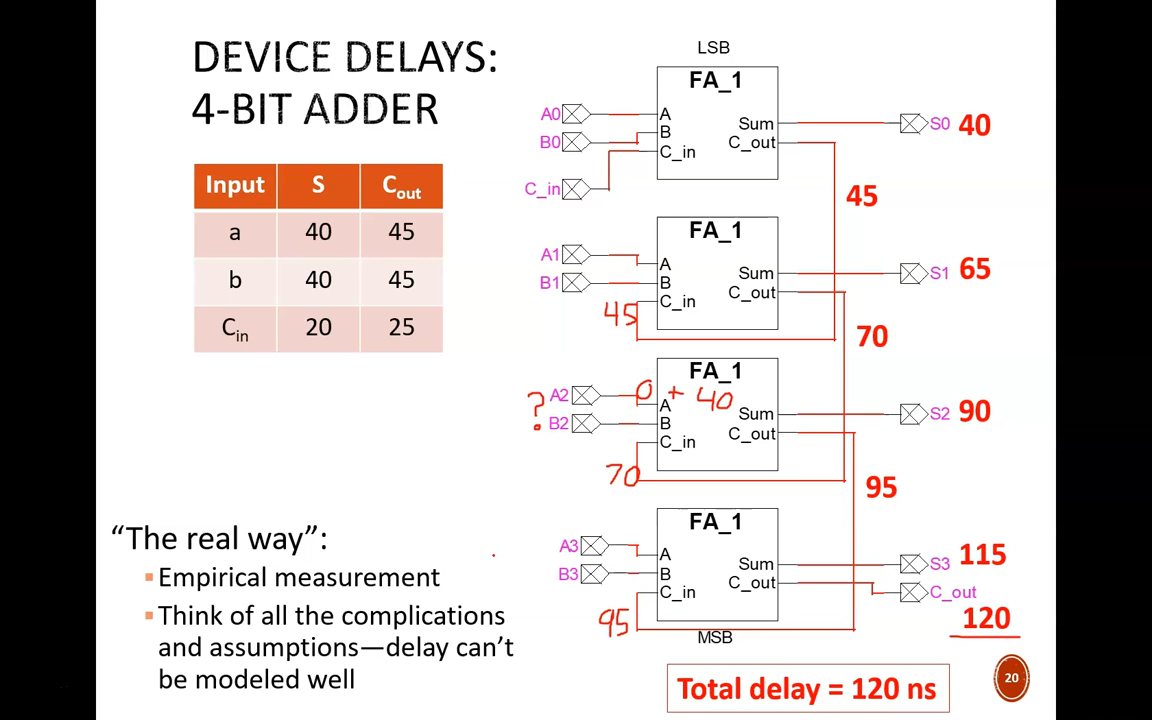 DEVICE DELAYS:
4-BIT ADDER
Input S Cout
a 40 45
b 40 45
Cin 20 25
“The real way”:
Empirical measurement
Think of all the complications
and assumptions—delay can’t
be modeled well
LSB
FA_1
A0 A
B0 B Sum S0 40
C_in C_in C_out
45
FA_1
A1 A
B1 B Sum S1 65
45 C_in C_out
70
FA_1
? A2 0 + 40 A
B2 B Sum S2 90
70 C_in C_out
95
FA_1
A3 A
B3 B Sum S3 115
95 C_in C_out C_out
120
MSB
Total delay = 120 ns
20